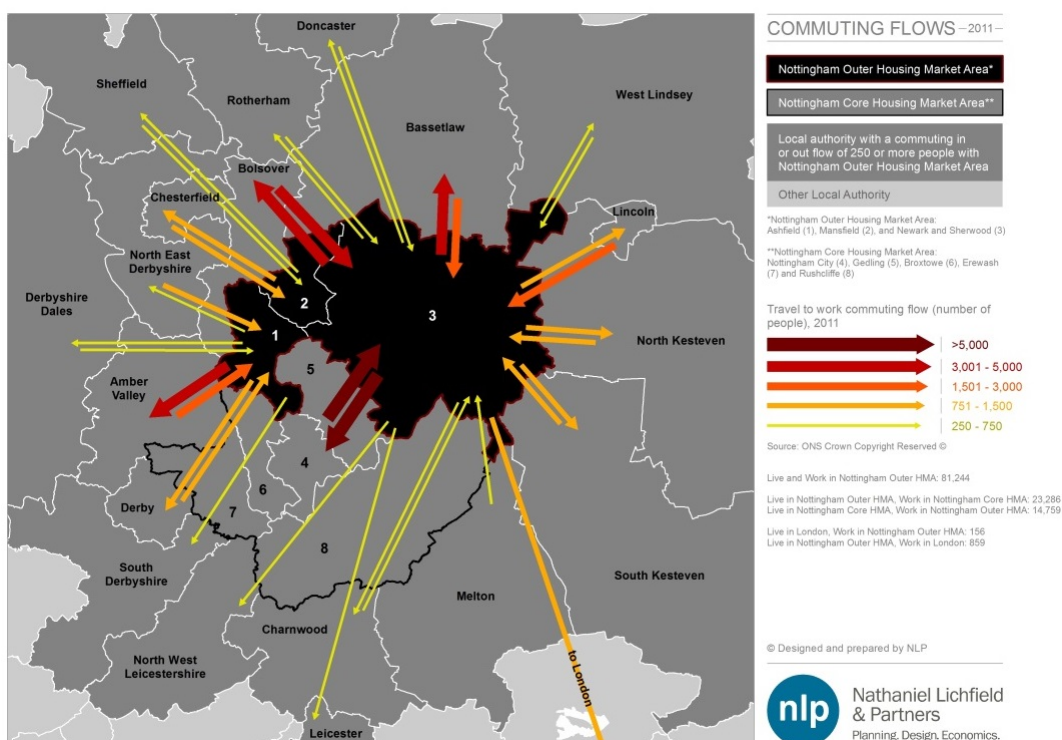 Doncaster
Sheffield
Rotherham
West Lindsey
Bassetlaw
Bolsover
Chesterfield
Lincoln
North East
Derbyshire
Derbyshire
Dales
2
3
1
North Kesteven
5
Amber
Valley
4
6
Derby
7
8
South
Derbyshire
South Kesteven
Melton
Charnwood
North West
Leicestershire
to London
Leicester
COMMUTING FLOWS – 2011 –
Nottingham Outer Housing Market Area*
Nottingham Core Housing Market Area**
Local authority with a commuting in
or out flow of 250 or more people with
Nottingham Outer Housing Market Area
Other Local Authority
*Nottingham Outer Housing Market Area:
Ashfield (1), Mansfield (2), and Newark and Sherwood (3)
**Nottingham Core Housing Market Area:
Nottingham City (4), Gedling (5), Broxtowe (6), Erewash
(7) and Rushcliffe (8)
Travel to work commuting flow (number of
people), 2011
>5,000
3,001 - 5,000
1,501 - 3,000
751 - 1,500
250 - 750
Source: ONS Crown Copyright Reserved ©
Live and Work in Nottingham Outer HMA: 81,244
Live in Nottingham Outer HMA, Work in Nottingham Core HMA: 23,286
Live in Nottingham Core HMA, Work in Nottingham Outer HMA: 14,759
Live in London, Work in Nottingham Outer HMA: 156
Live in Nottingham Outer HMA, Work in London: 859
© Designed and prepared by NLP
nlp
Nathaniel Lichfield
& Partners
Planning. Design. Economics.